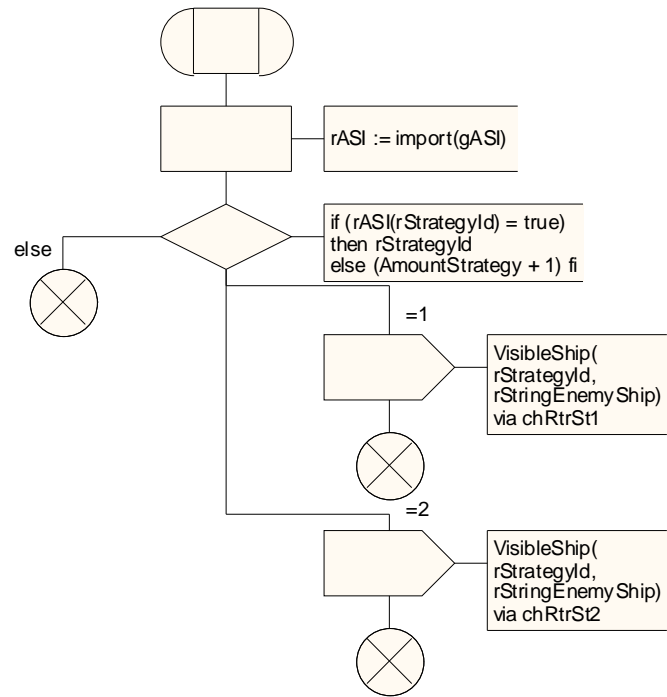 rASI := import(gASI)
if (rASI(rStrategyId) = true)
then rStrategyId
else (AmountStrategy + 1) fi
else
=1
VisibleShip(
rStrategyId,
rStringEnemyShip)
via chRtrSt1
=2
VisibleShip(
rStrategyId,
rStringEnemyShip)
via chRtrSt2